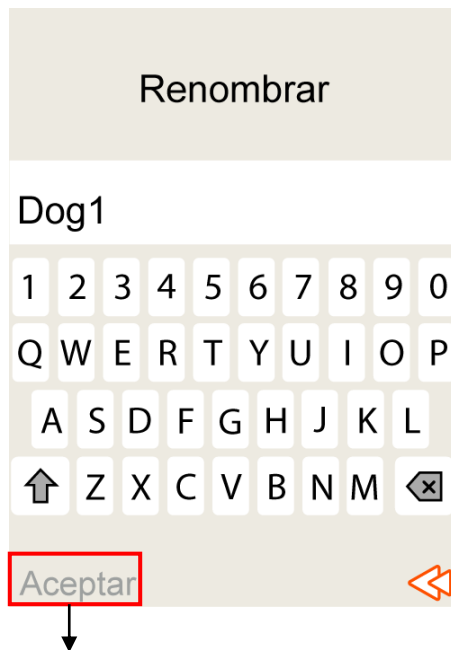 Renombrar
Dog1
1 2 3 4 5 6 7 8 9 0
Q W E R T Y U I O P
A S D F G H J K L
Z X C V B N M
Aceptar